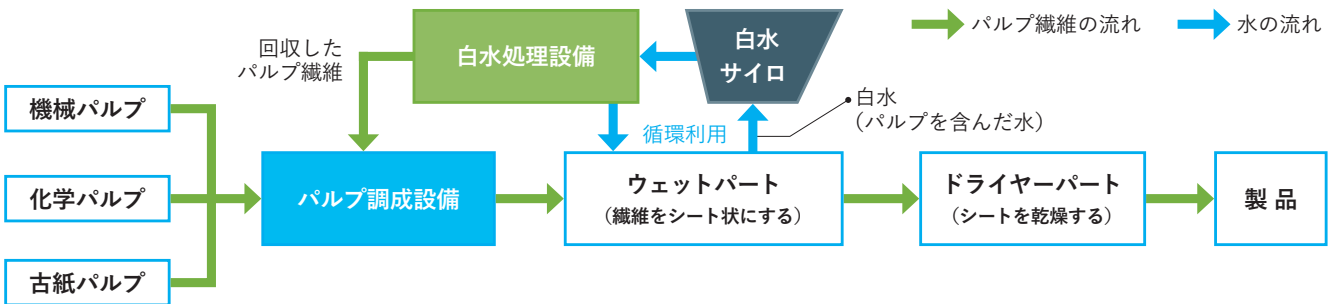 パルプ繊維の流れ
水の流れ
回収した
パルプ繊維
白水処理設備
白水
サイロ
白水
(パルプを含んだ水)
循環利用
機械パルプ
化学パルプ
古紙パルプ
パルプ調成設備
ウェットパート
(繊維をシート状にする)
ドライヤーパート
(シートを乾燥する)
製 品